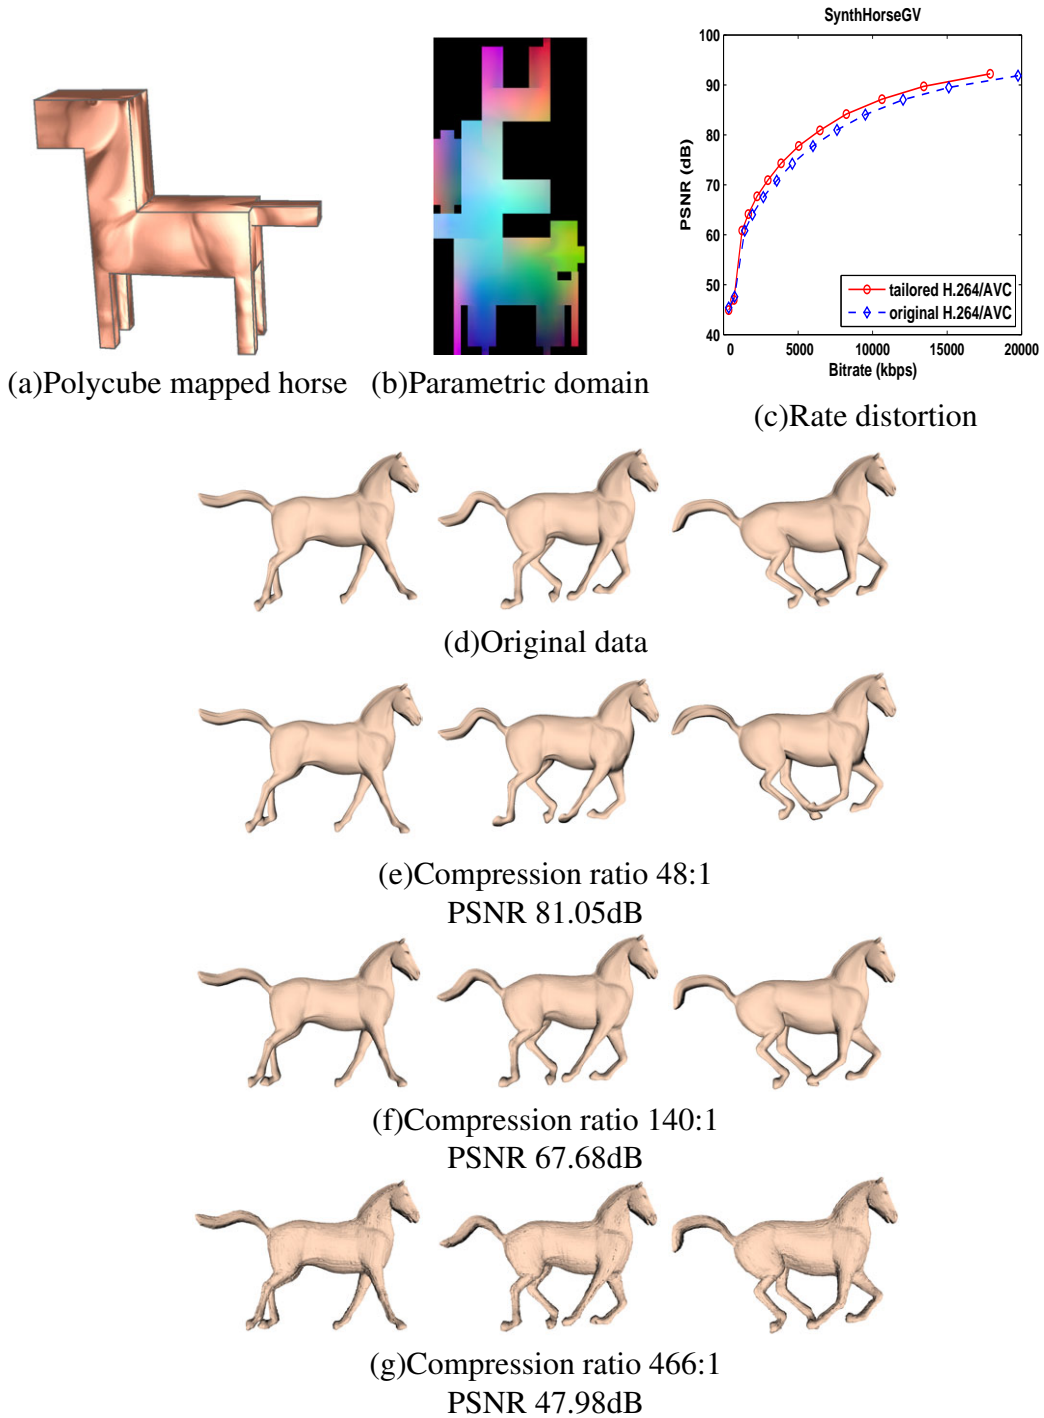 SynthHorseGV
100
90
80
70
60
50
40
PSNR (dB)
tailored H.264/AVC
original H.264/AVC
0 5000 10000 15000 20000
Bitrate (kbps)
(a)Polycube mapped horse
(b)Parametric domain
(c)Rate distortion
(d)Original data
(e)Compression ratio 48:1
PSNR 81.05dB
(f)Compression ratio 140:1
PSNR 67.68dB
(g)Compression ratio 466:1
PSNR 47.98dB